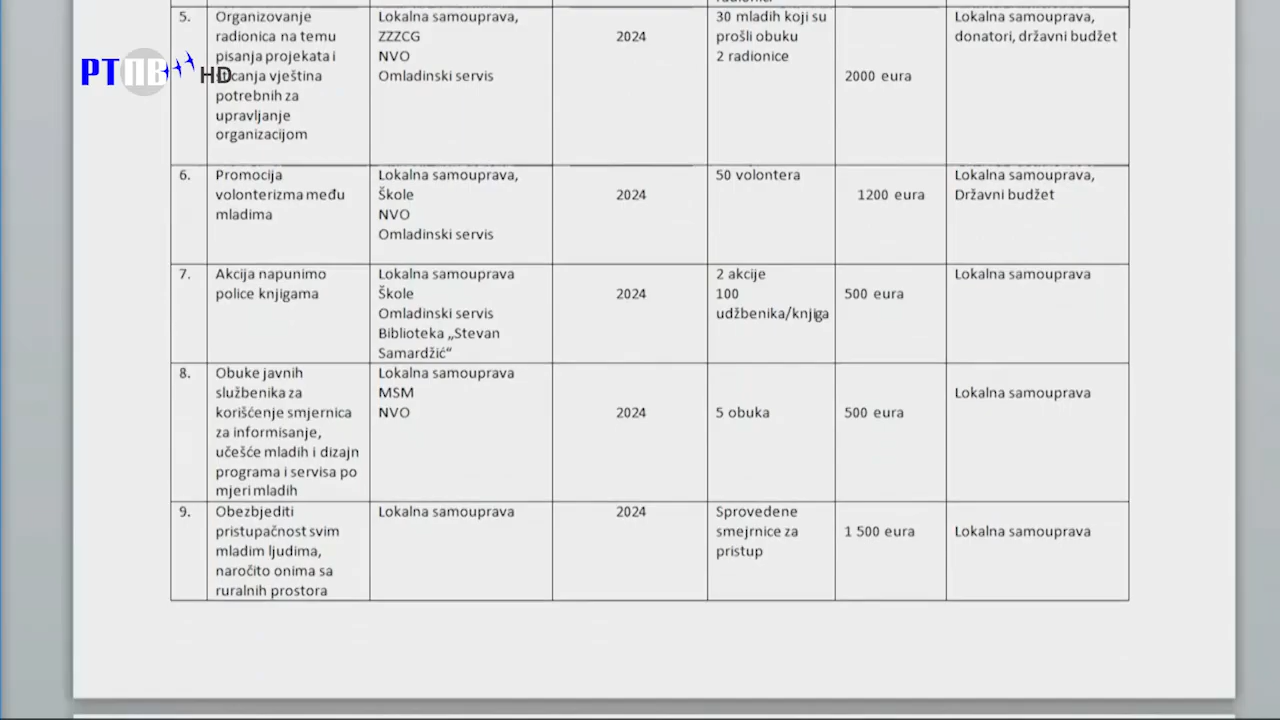 РТПВ HD
5.
Organizovanje
radionica na temu
pisanja projekata i
vještina
potrebnih za
upravljanje
organizacijom
Lokalna samouprava,
ZZZCG
NVO
Omladinski servis
2024
30 mladih koji su
prošli obuku
2 radionice
2000 eura
Lokalna samouprava,
donatori, državni budžet
6.
Promocija
volonterizma među
mladima
Lokalna samouprava,
Škole
NVO
Omladinski servis
2024
50 volontera
1200 eura
Lokalna samouprava,
Državni budžet
7.
Akcija napunimo
police knjigama
Lokalna samouprava
Škole
Omladinski servis
Biblioteka „Stevan
Samardžić“
2024
2 akcije
100
udžbenika/knjiga
500 eura
Lokalna samouprava
8.
Obuke javnih
službenika za
korišćenje smjernica
za informisanje,
učešće mladih i dizajn
programa i servisa po
mjeri mladih
Lokalna samouprava
MSM
NVO
2024
5 obuka
500 eura
Lokalna samouprava
9.
Obezbjediti
pristupačnost svim
mladim ljudima,
naročito onima sa
ruralnih prostora
Lokalna samouprava
2024
Sprovedene
smejrnice za
pristup
1 500 eura
Lokalna samouprava